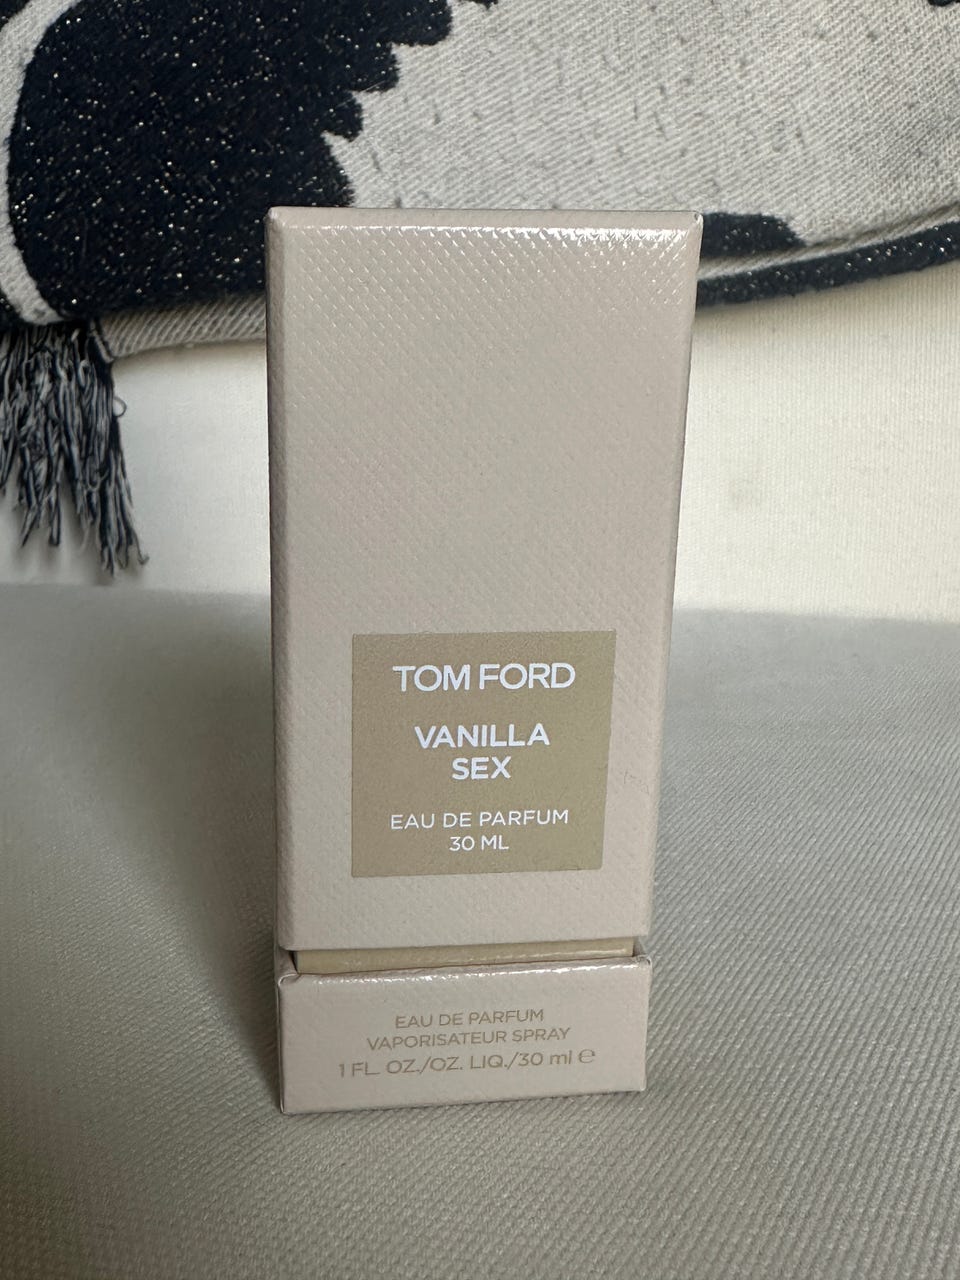 TOM FORD
VANILLA
SEX
EAU DE PARFUM
30 ML
EAU DE PARFUM
VAPORISATEUR SPRAY
1 FL. OZ./OZ. LIQ./30 ml ℮